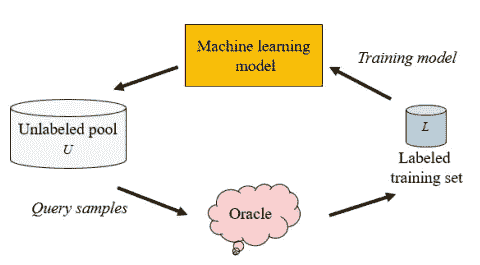 Machine learning
model
Training model
Unlabeled pool
U
L
Labeled
training set
Query samples
Oracle